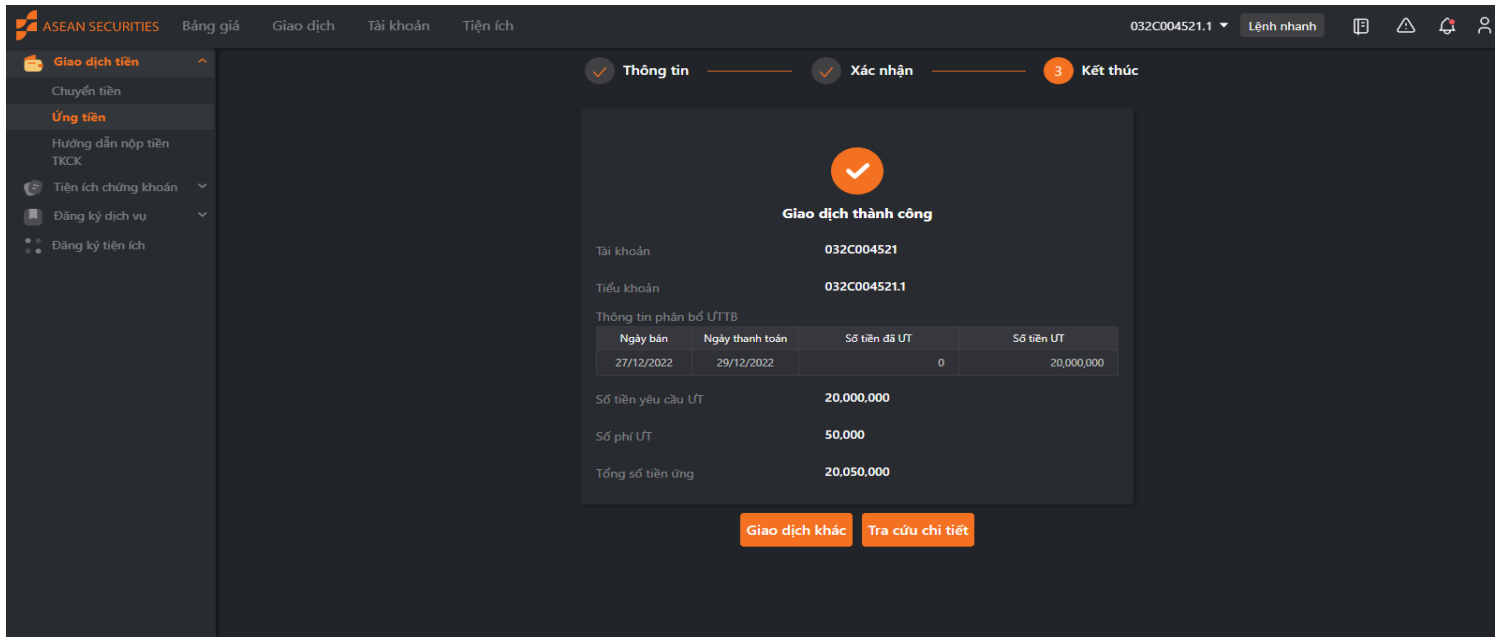 ASEAN SECURITIES Bảng giá Giao dịch Tài khoản Tiện ích 032C004521.1 Lệnh nhanh
Giao dịch tiền
Chuyển tiền
Ứng tiền
Hướng dẫn nộp tiền
TKCK
Tiện ích chứng khoán
Đăng ký dịch vụ
Đăng ký tiện ích
Thông tin Xác nhận 3 Kết thúc
Giao dịch thành công
Tài khoản 032C004521
Tiểu khoản 032C004521.1
Thông tin phân bổ ƯTTB
Ngày bán Ngày thanh toán Số tiền đã ƯT Số tiền ƯT
27/12/2022 29/12/2022 0 20,000,000
Số tiền yêu cầu ƯT 20,000,000
Số phí ƯT 50,000
Tổng số tiền ứng 20,050,000
Giao dịch khác Tra cứu chi tiết